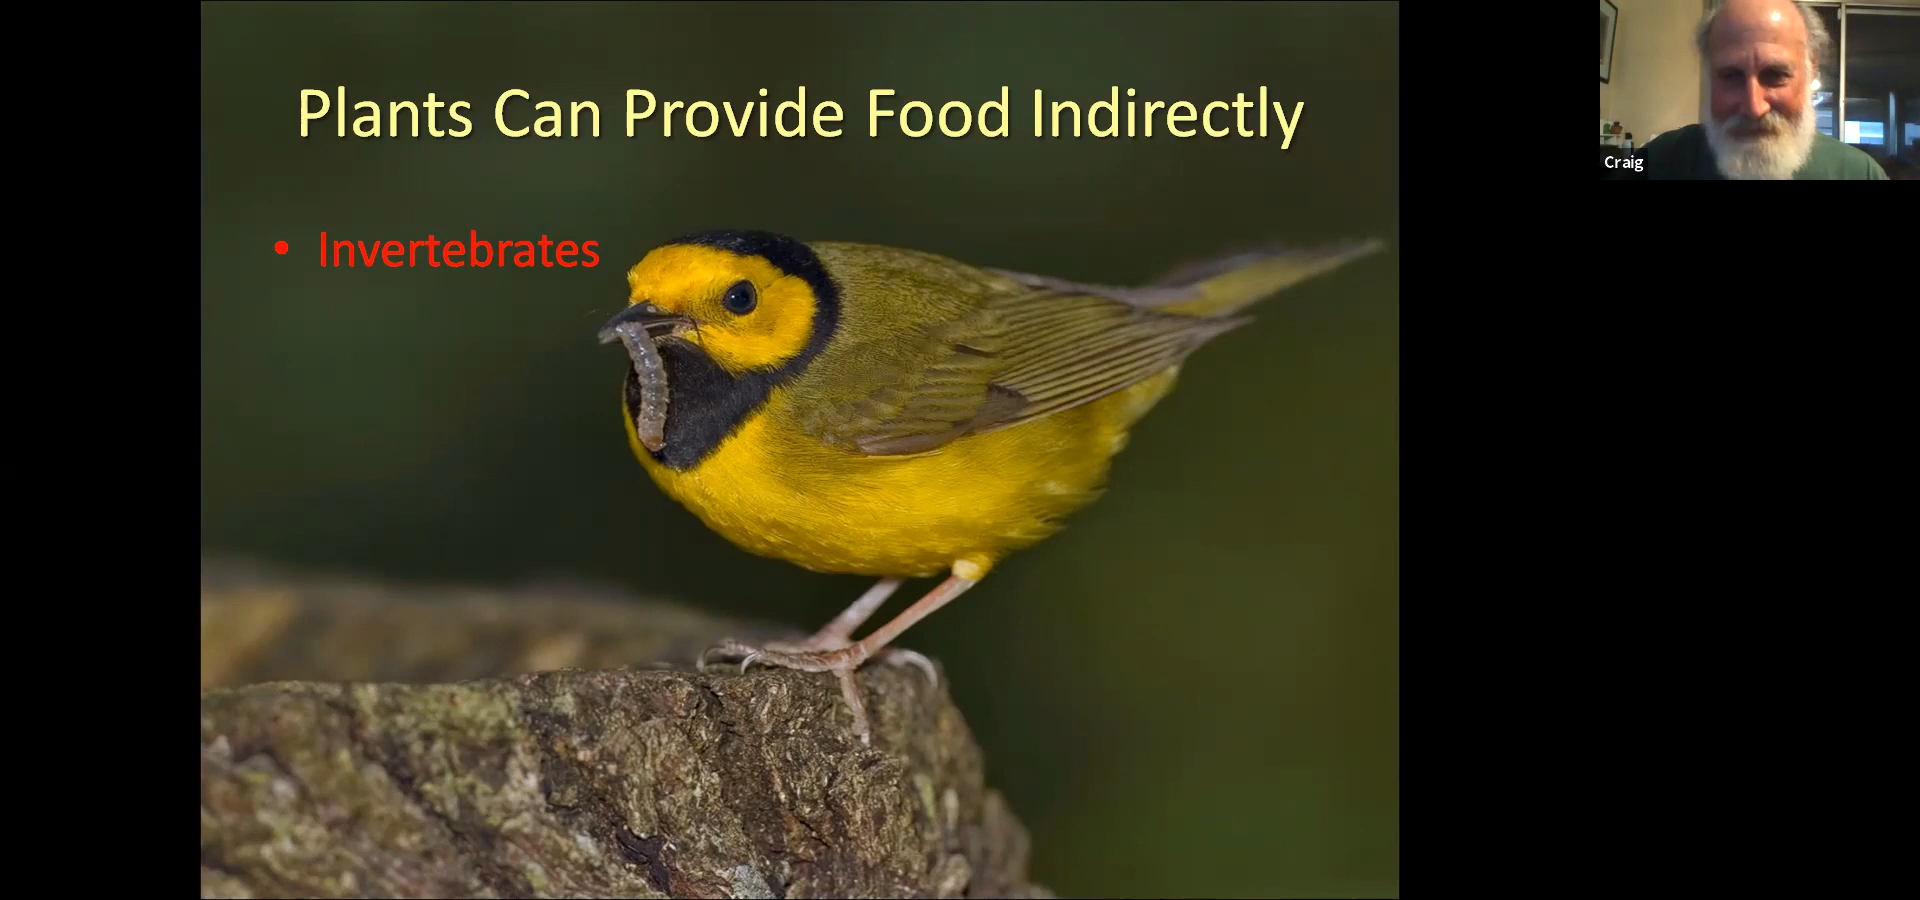 Plants Can Provide Food Indirectly
• Invertebrates
Craig